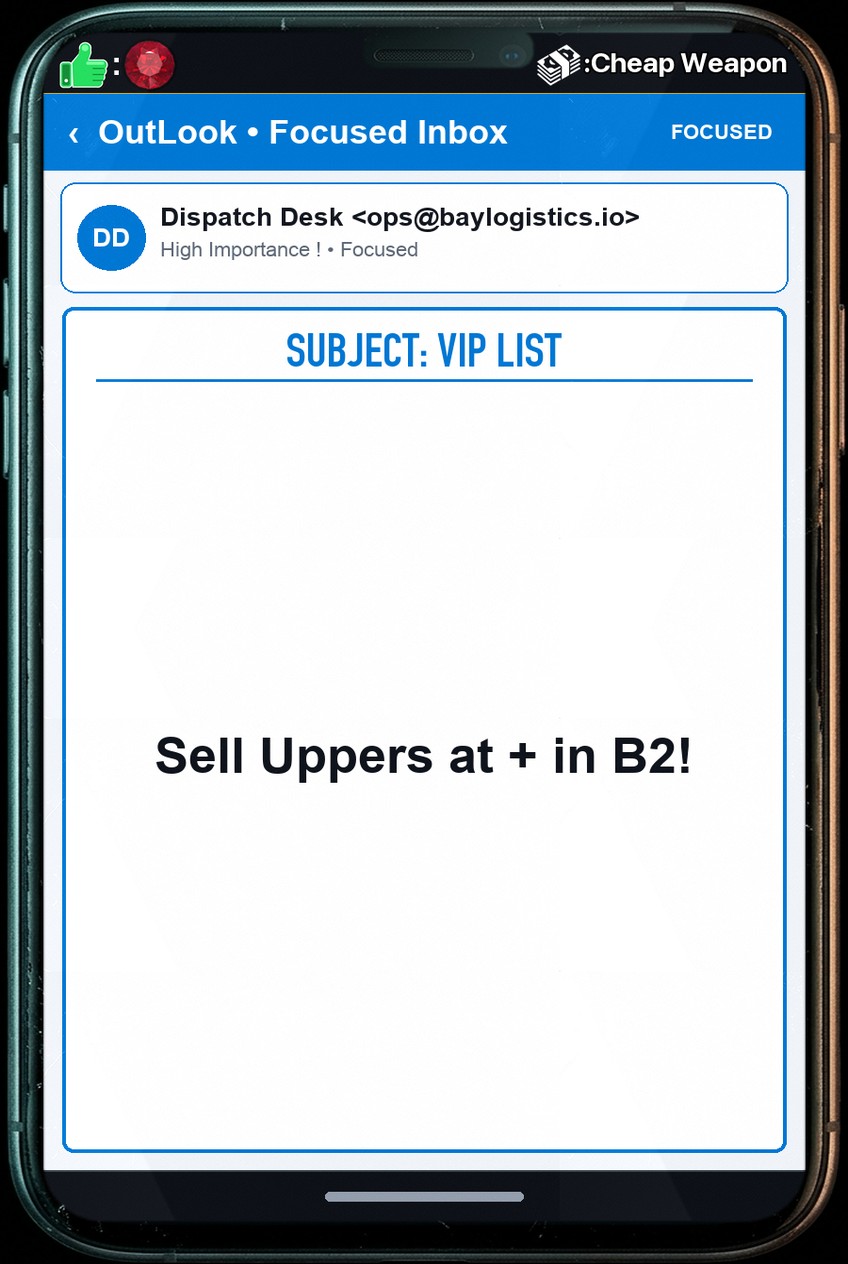 :
:Cheap Weapon
‹ OutLook • Focused Inbox
FOCUSED
DD
Dispatch Desk <ops@baylogistics.io>
High Importance ! • Focused
SUBJECT: VIP LIST
Sell Uppers at + in B2!